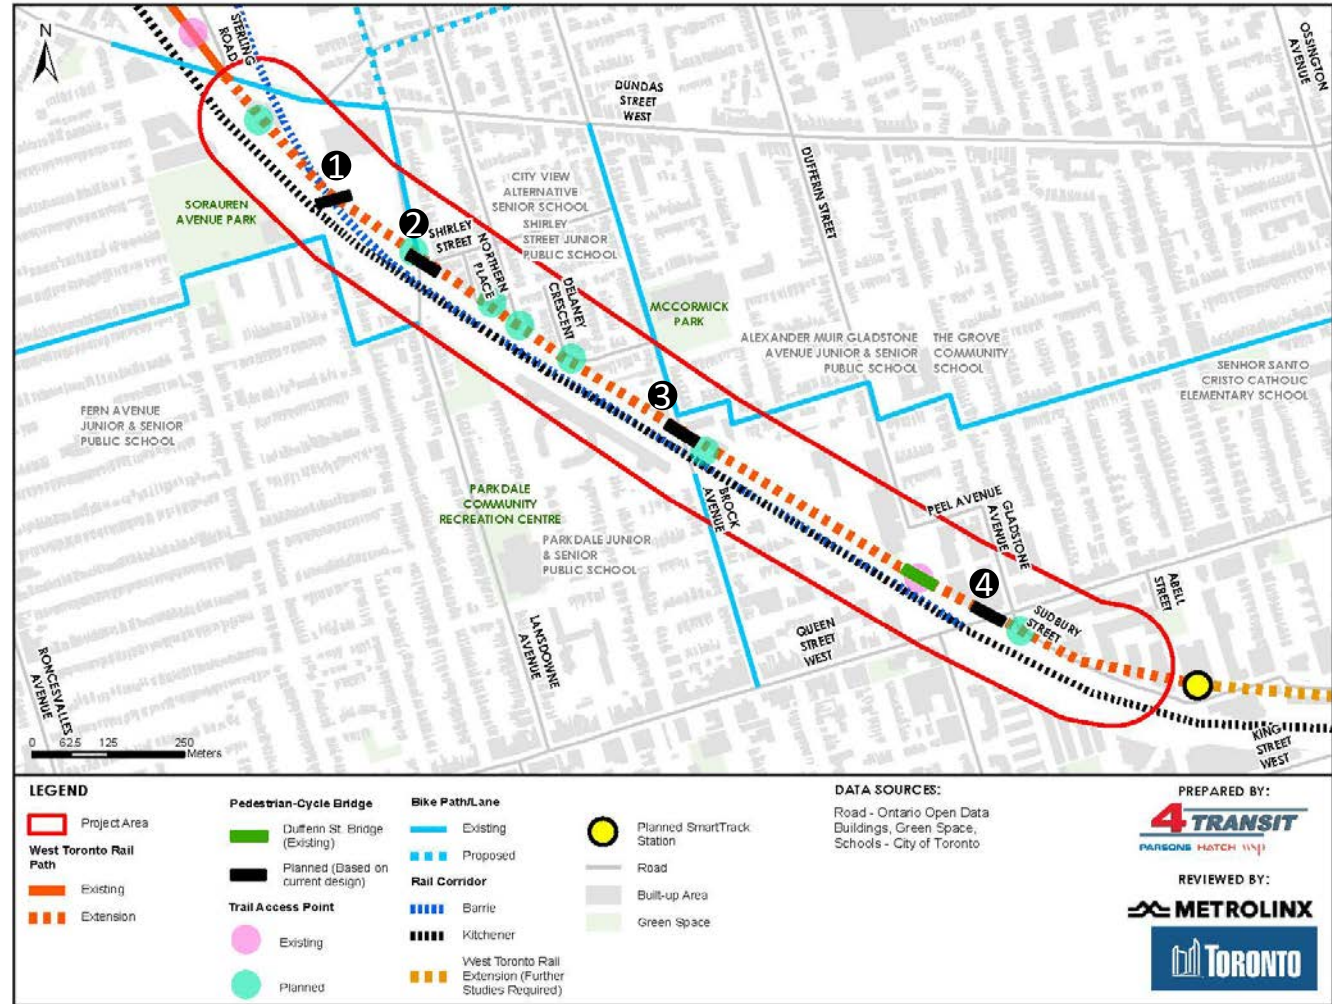 N
STERLING
ROAD
OSSINGTON
AVENUE
DUNDAS
STREET
WEST
DUFFERIN STREET
1
CITY VIEW
ALTERNATIVE
SENIOR SCHOOL
SORAUREN
AVENUE PARK
2
SHIRLEY
STREET
SHIRLEY
STREET JUNIOR
PUBLIC SCHOOL
NORTHERN
PLACE
DELANEY
CRESCENT
MCCORMICK
PARK
ALEXANDER MUIR GLADSTONE
AVENUE JUNIOR & SENIOR
PUBLIC SCHOOL
THE GROVE
COMMUNITY
SCHOOL
SENHOR SANTO
CRISTO CATHOLIC
ELEMENTARY SCHOOL
3
FERN AVENUE
JUNIOR & SENIOR
PUBLIC SCHOOL
PARKDALE
COMMUNITY
RECREATION CENTRE
BROCK
AVENUE
PEEL AVENUE
GLADSTONE
AVENUE
PARKDALE JUNIOR
& SENIOR
PUBLIC SCHOOL
4
ABELL
STREET
SUDBURY
STREET
QUEEN
STREET
WEST
LANSDOWNE
AVENUE
RONCESVALLES
AVENUE
KING
STREET
WEST
0 62.5 125 250
Meters
LEGEND
Project Area
West Toronto Rail
Path
Existing
Extension
Pedestrian-Cycle Bridge
Dufferin St. Bridge
(Existing)
Planned (Based on
current design)
Trail Access Point
Existing
Planned
Bike Path/Lane
Existing
Proposed
Rail Corridor
Barrie
Kitchener
West Toronto Rail
Extension (Further
Studies Required)
Planned SmartTrack
Station
Road
Built-up Area
Green Space
DATA SOURCES:
Road - Ontario Open Data
Buildings, Green Space,
Schools - City of Toronto
PREPARED BY:
4TRANSIT
PARSONS HATCH wsp
REVIEWED BY:
METROLINX
TORONTO